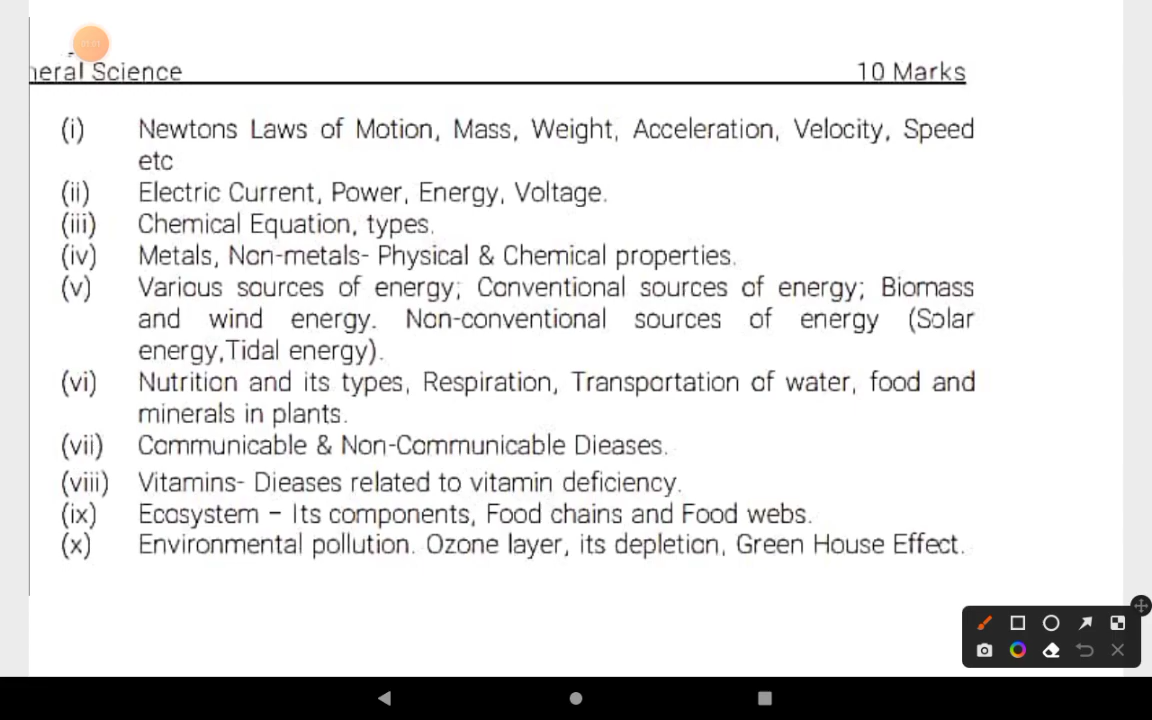 neral Science 10 Marks
(i) Newtons Laws of Motion, Mass, Weight, Acceleration, Velocity, Speed
etc
(ii) Electric Current, Power, Energy, Voltage.
(iii) Chemical Equation, types.
(iv) Metals, Non-metals- Physical & Chemical properties.
(v) Various sources of energy; Conventional sources of energy; Biomass
and wind energy. Non-conventional sources of energy (Solar
energy,Tidal energy).
(vi) Nutrition and its types, Respiration, Transportation of water, food and
minerals in plants.
(vii) Communicable & Non-Communicable Dieases.
(viii) Vitamins- Dieases related to vitamin deficiency.
(ix) Ecosystem – Its components, Food chains and Food webs.
(x) Environmental pollution. Ozone layer, its depletion, Green House Effect.